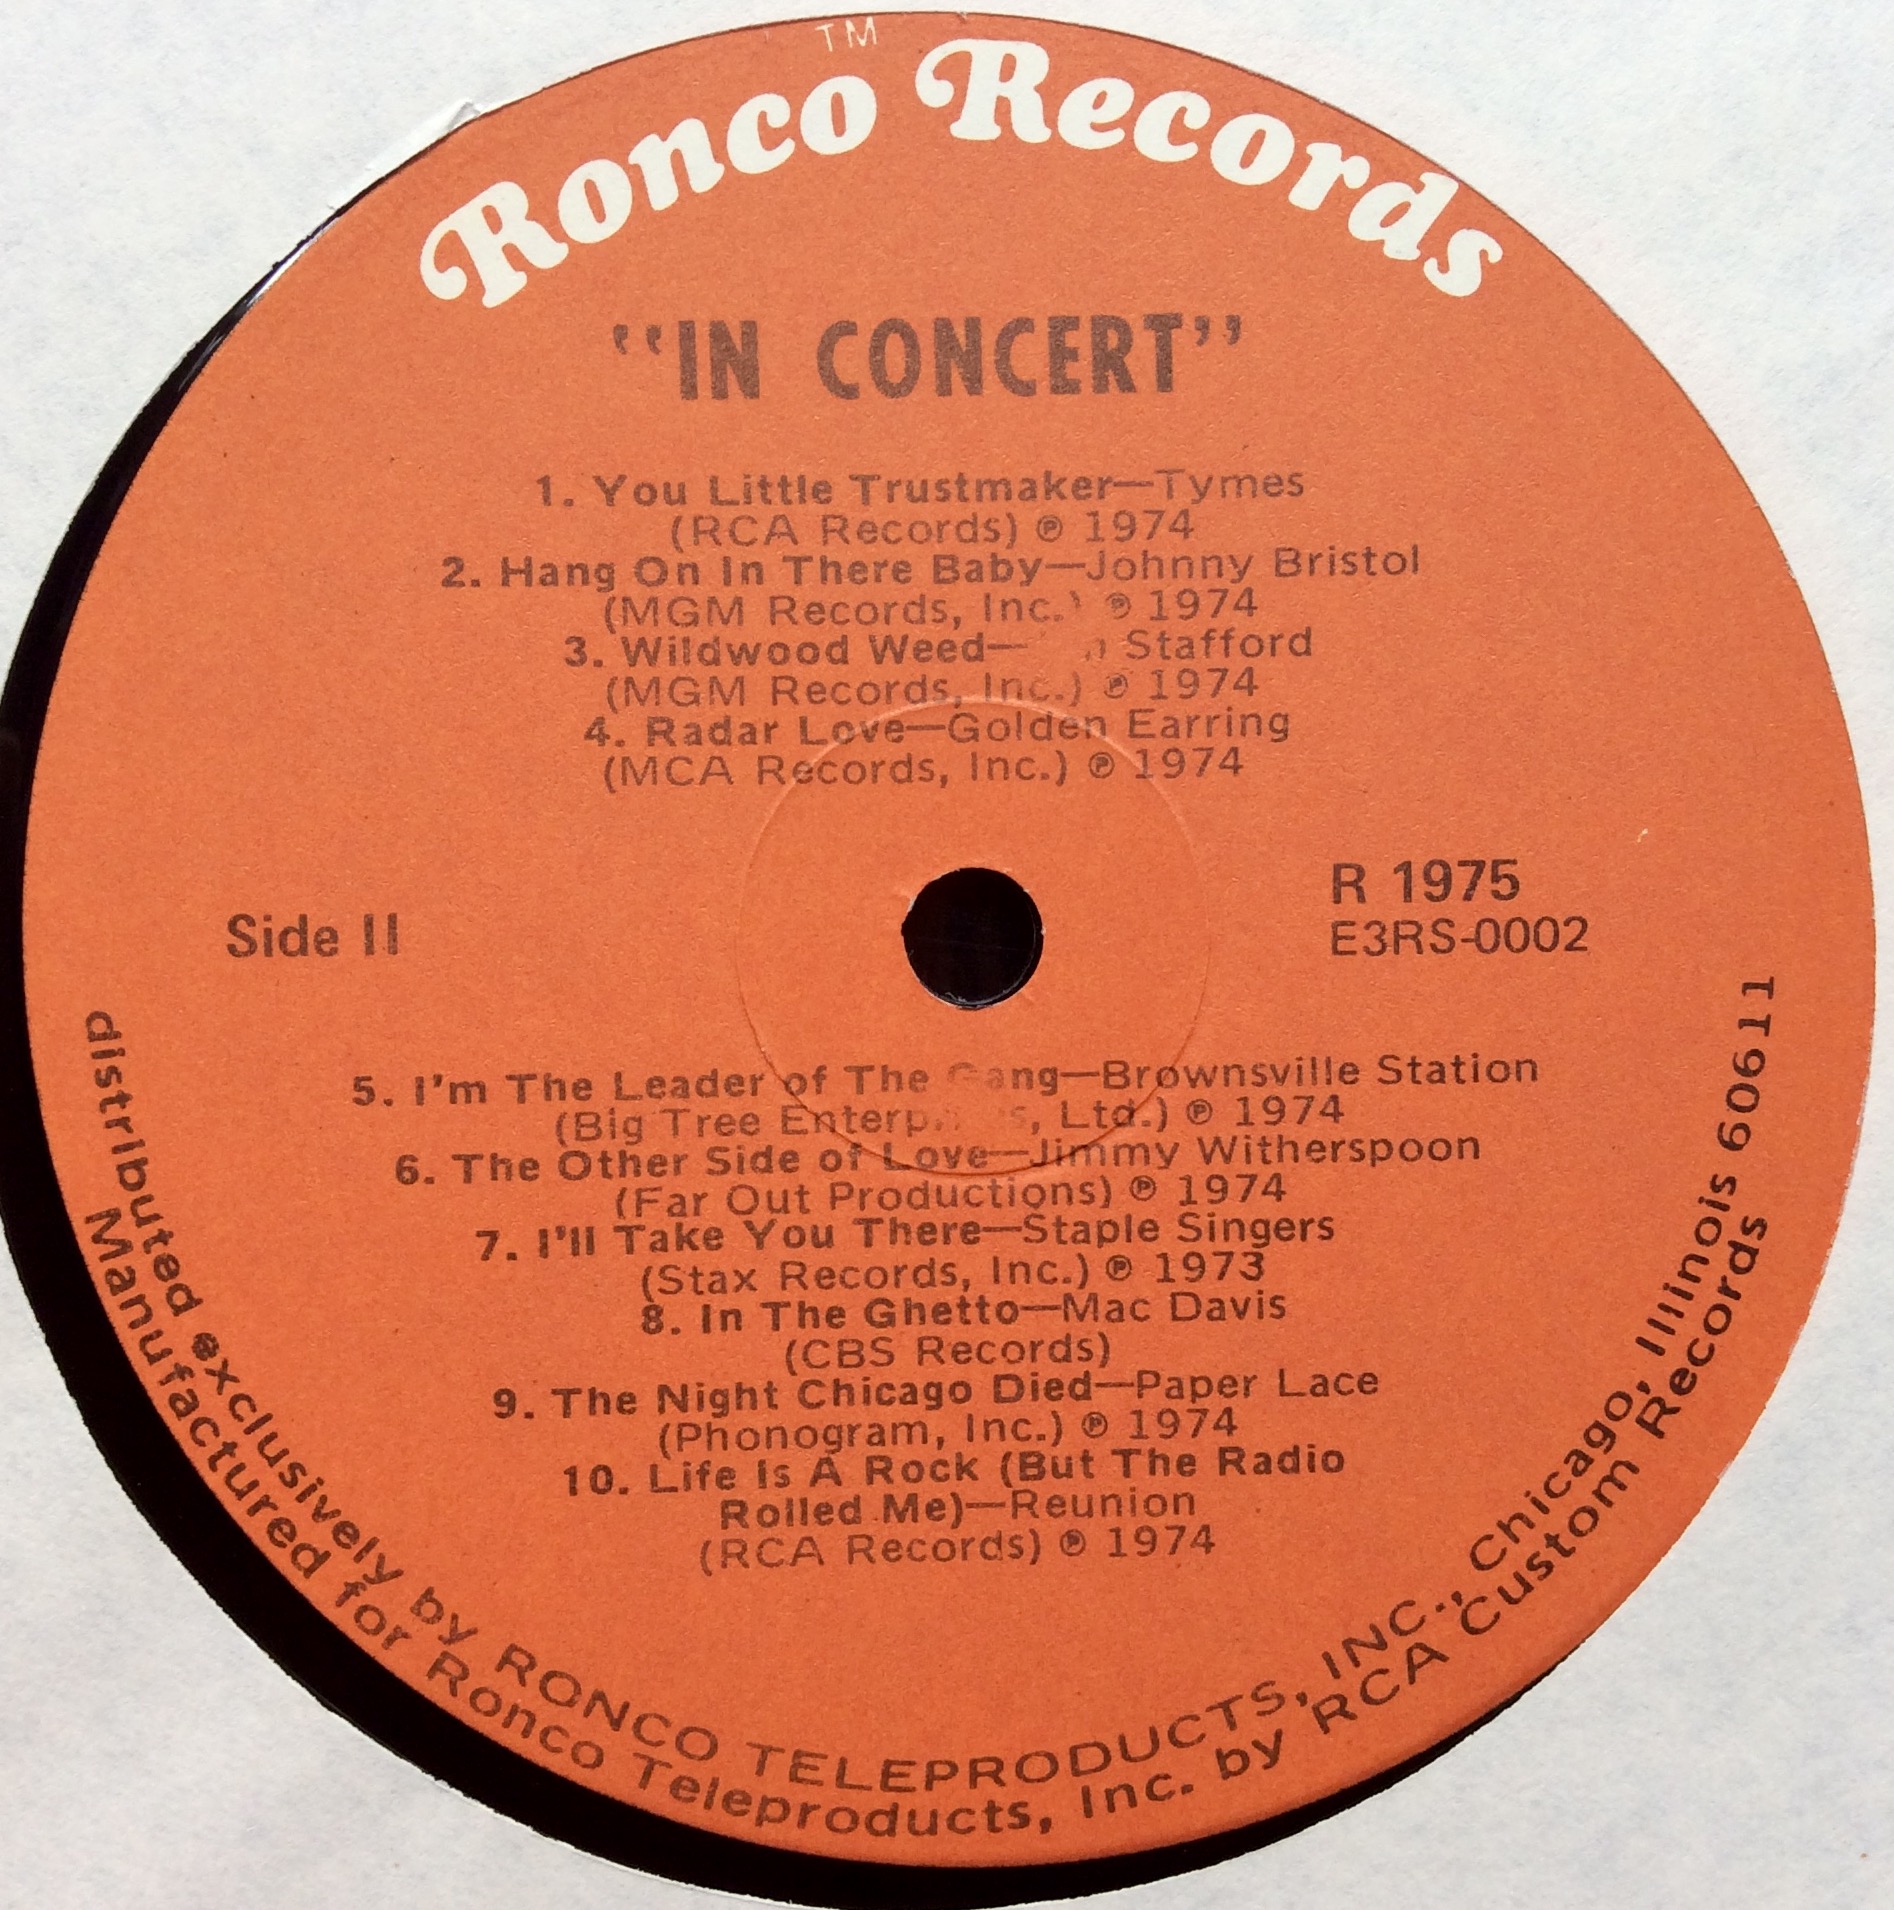 TM
Ronco Records
“IN CONCERT”
1. You Little Trustmaker—Tymes
(RCA Records) ℗ 1974
2. Hang On In There Baby—Johnny Bristol
(MGM Records, Inc.) ℗ 1974
3. Wildwood Weed— Stafford
(MGM Records, Inc.) ℗ 1974
4. Radar Love—Golden Earring
(MCA Records, Inc.) ℗ 1974
Side II
R 1975
E3RS-0002
5. I'm The Leader of The Gang—Brownsville Station
(Big Tree Enterprises, Ltd.) ℗ 1974
6. The Other Side of Love—Jimmy Witherspoon
(Far Out Productions) ℗ 1974
7. I'll Take You There—Staple Singers
(Stax Records, Inc.) ℗ 1973
8. In The Ghetto—Mac Davis
(CBS Records)
9. The Night Chicago Died—Paper Lace
(Phonogram, Inc.) ℗ 1974
10. Life Is A Rock (But The Radio
Rolled Me)—Reunion
(RCA Records) ℗ 1974
distributed exclusively by RONCO TELEPRODUCTS, INC., Chicago, Illinois 60611
Manufactured for Ronco Teleproducts, Inc. by RCA Custom Records